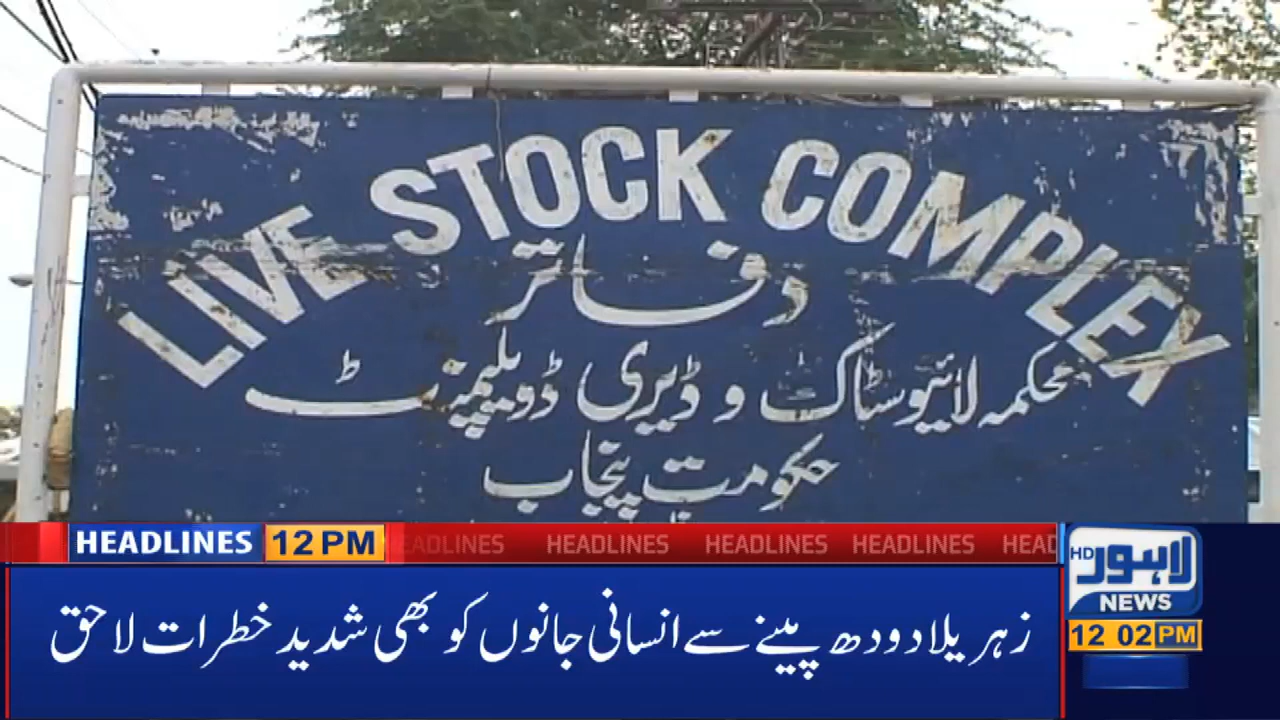 LIVE STOCK COMPLEX
دفاتر
محکمہ لائیوسٹاک و ڈیری ڈویلپمنٹ
حکومت پنجاب
HEADLINES 12 PM
HEADLINES HEADLINES HEADLINES HEADLINES HEAD
زہریلا دودھ پینے سے انسانی جانوں کو بھی شدید خطرات لاحق
HD لاہور
NEWS
12 02 PM